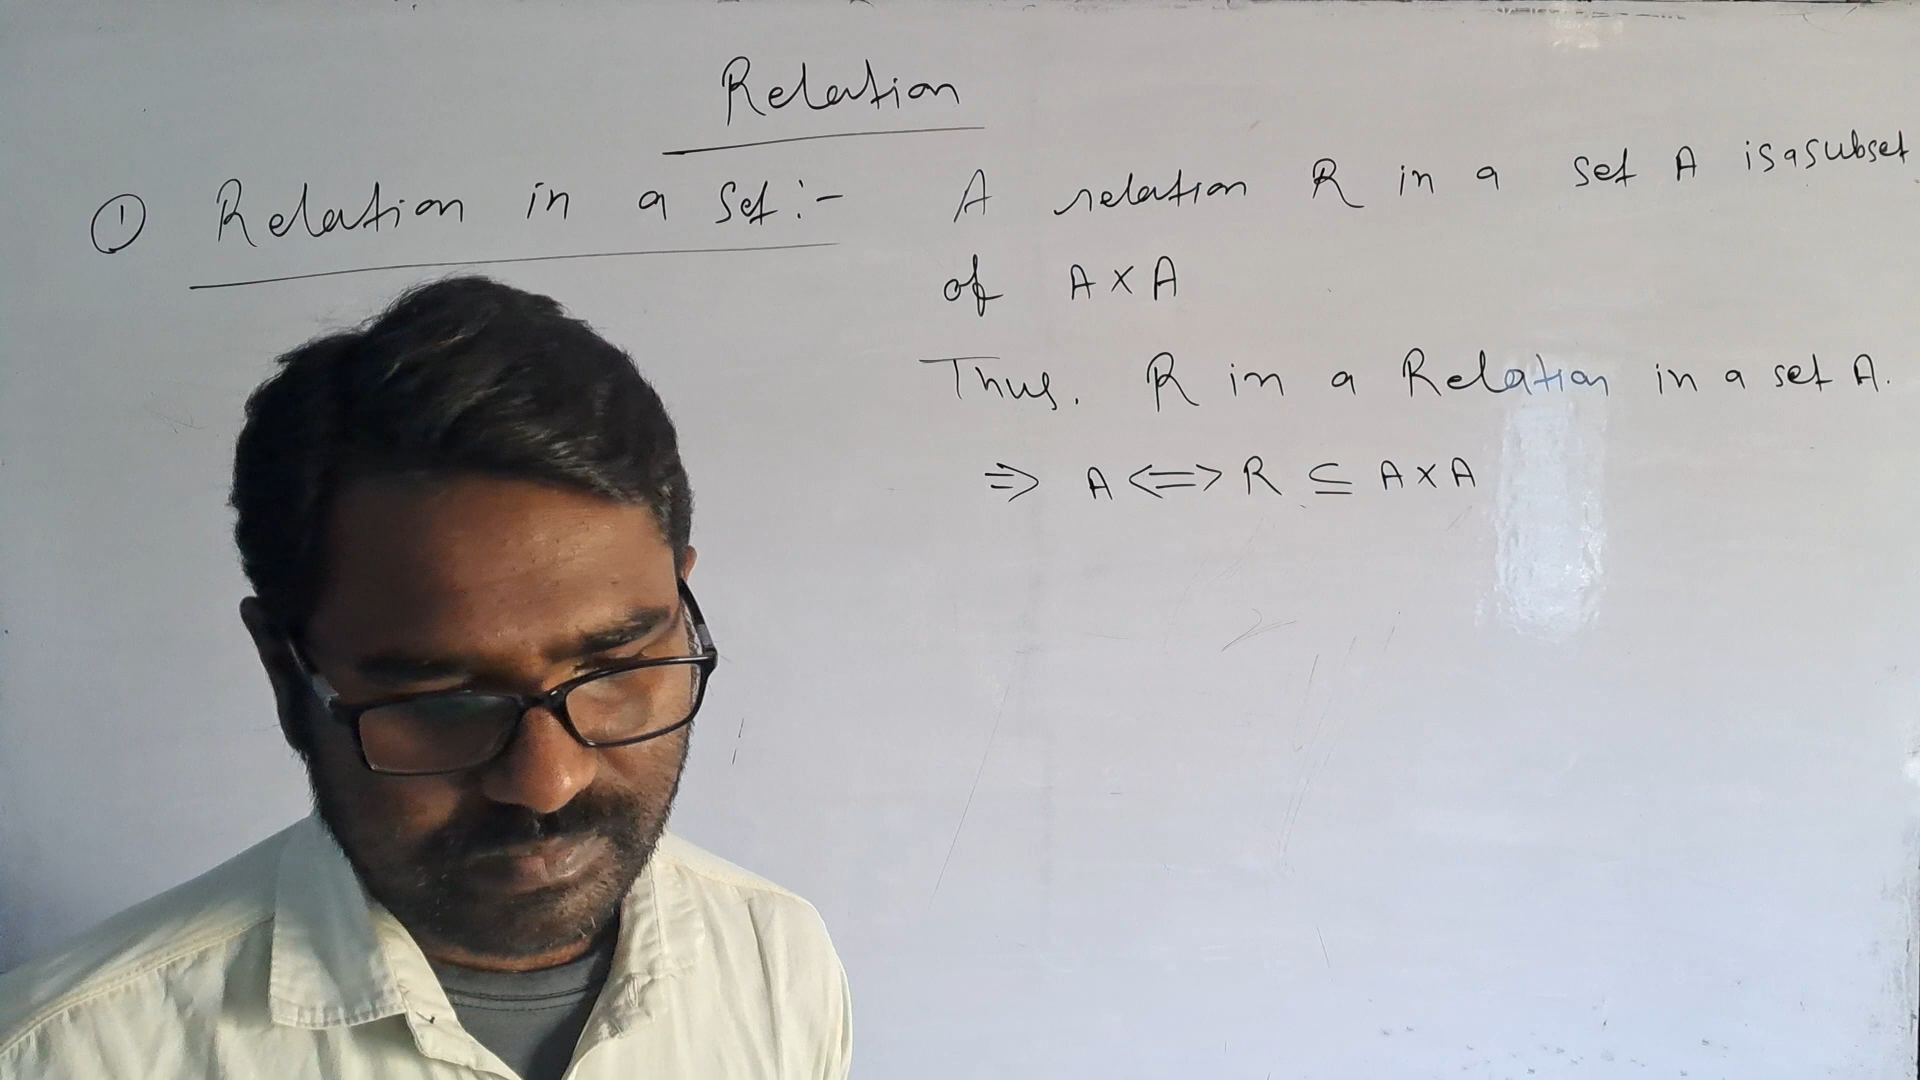 Relation
① Relation in a Set:- A relation R in a set A is a subset
of A × A
Thus, R in a Relation in a set A.
⇒ A ⇔ R ⊆ A × A